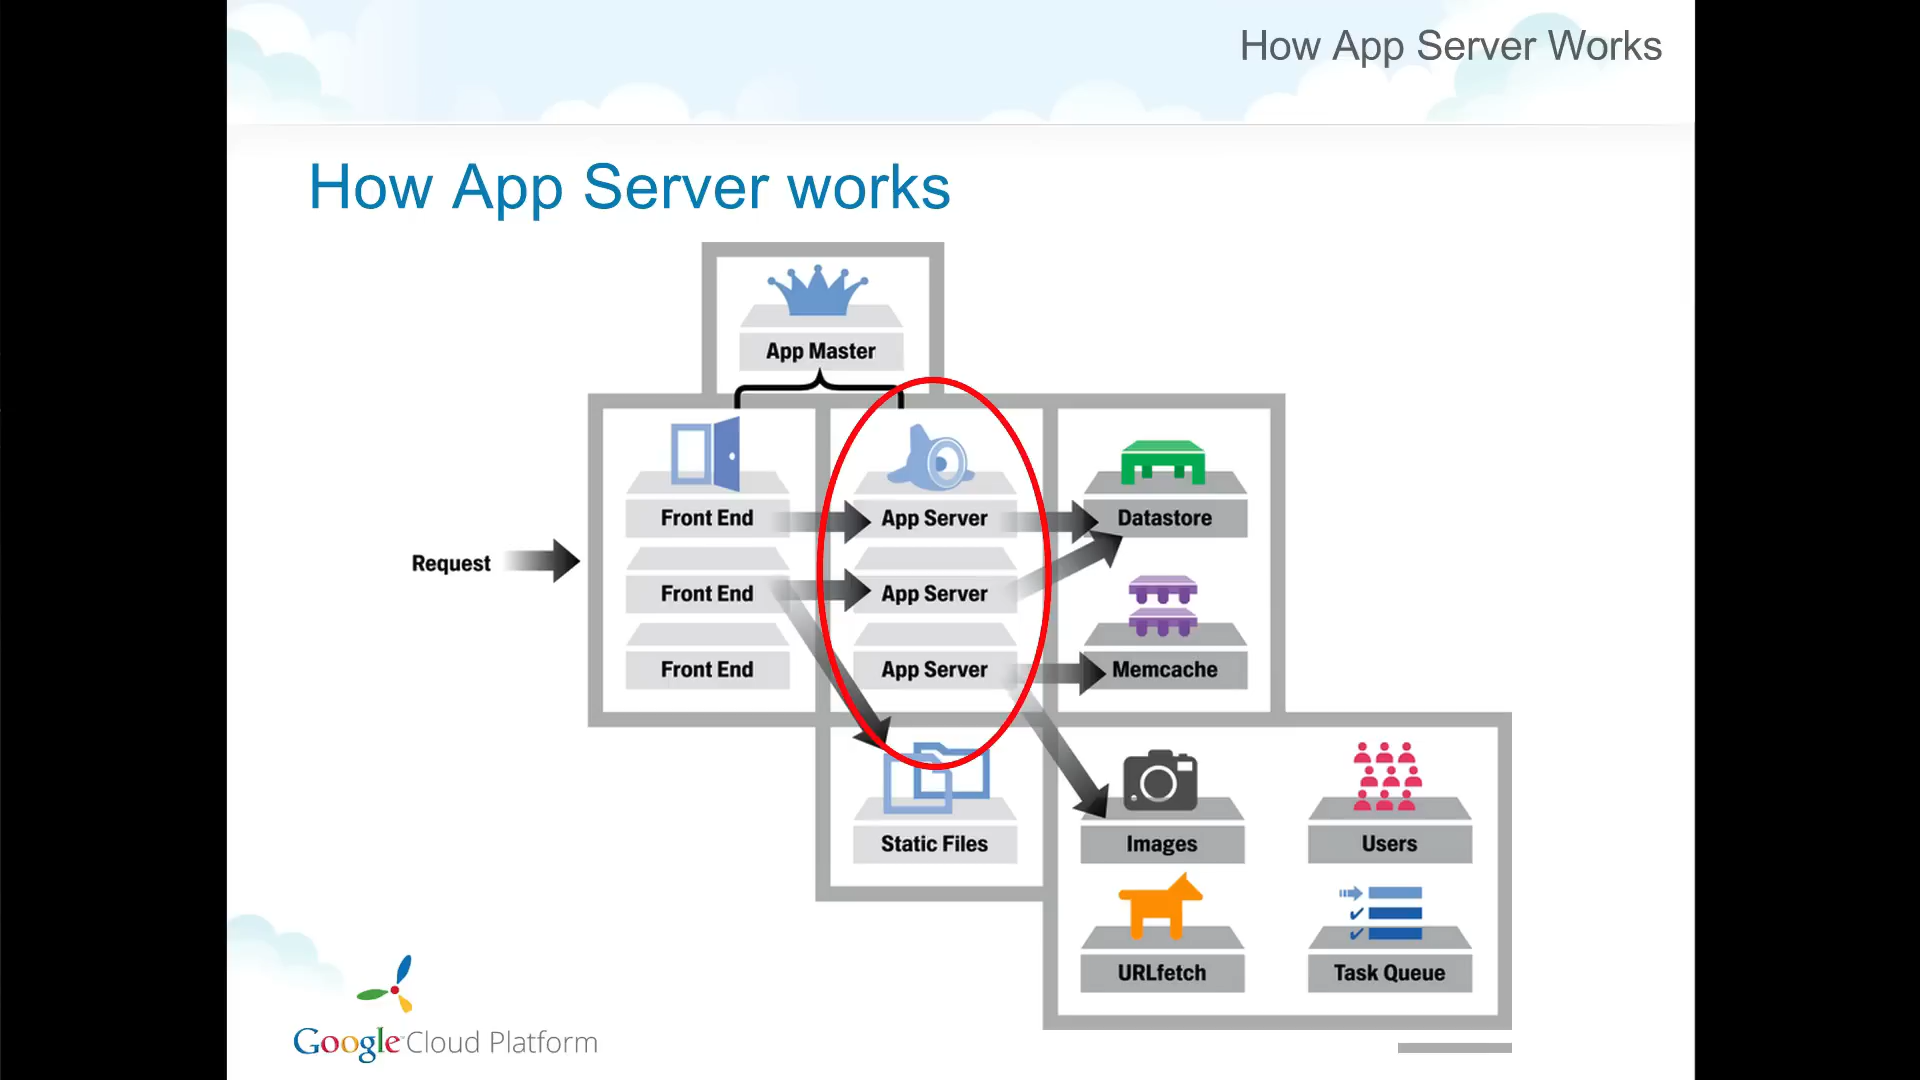 How App Server Works
How App Server works
App Master
Front End
App Server
Datastore
Request
Front End
App Server
Front End
App Server
Memcache
Static Files
Images
Users
URLfetch
Task Queue
Google Cloud Platform